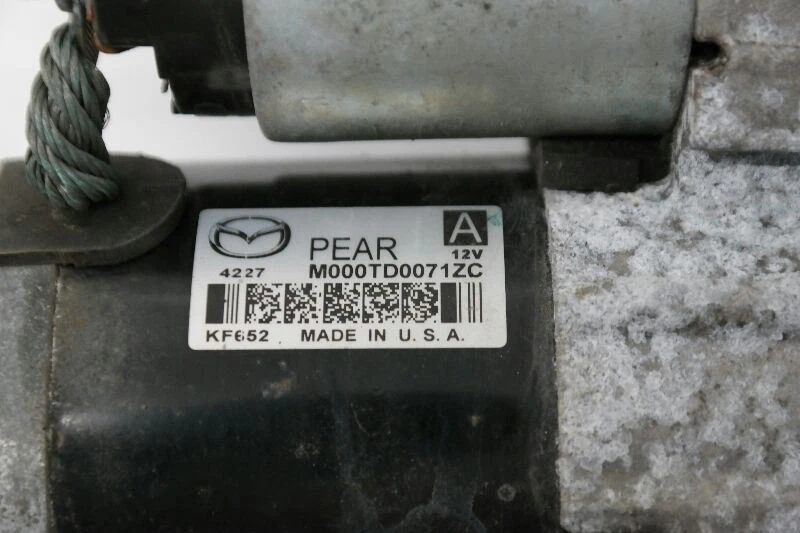 PEAR A
12V
4227 M000TD0071ZC
KF652 MADE IN U. S. A.